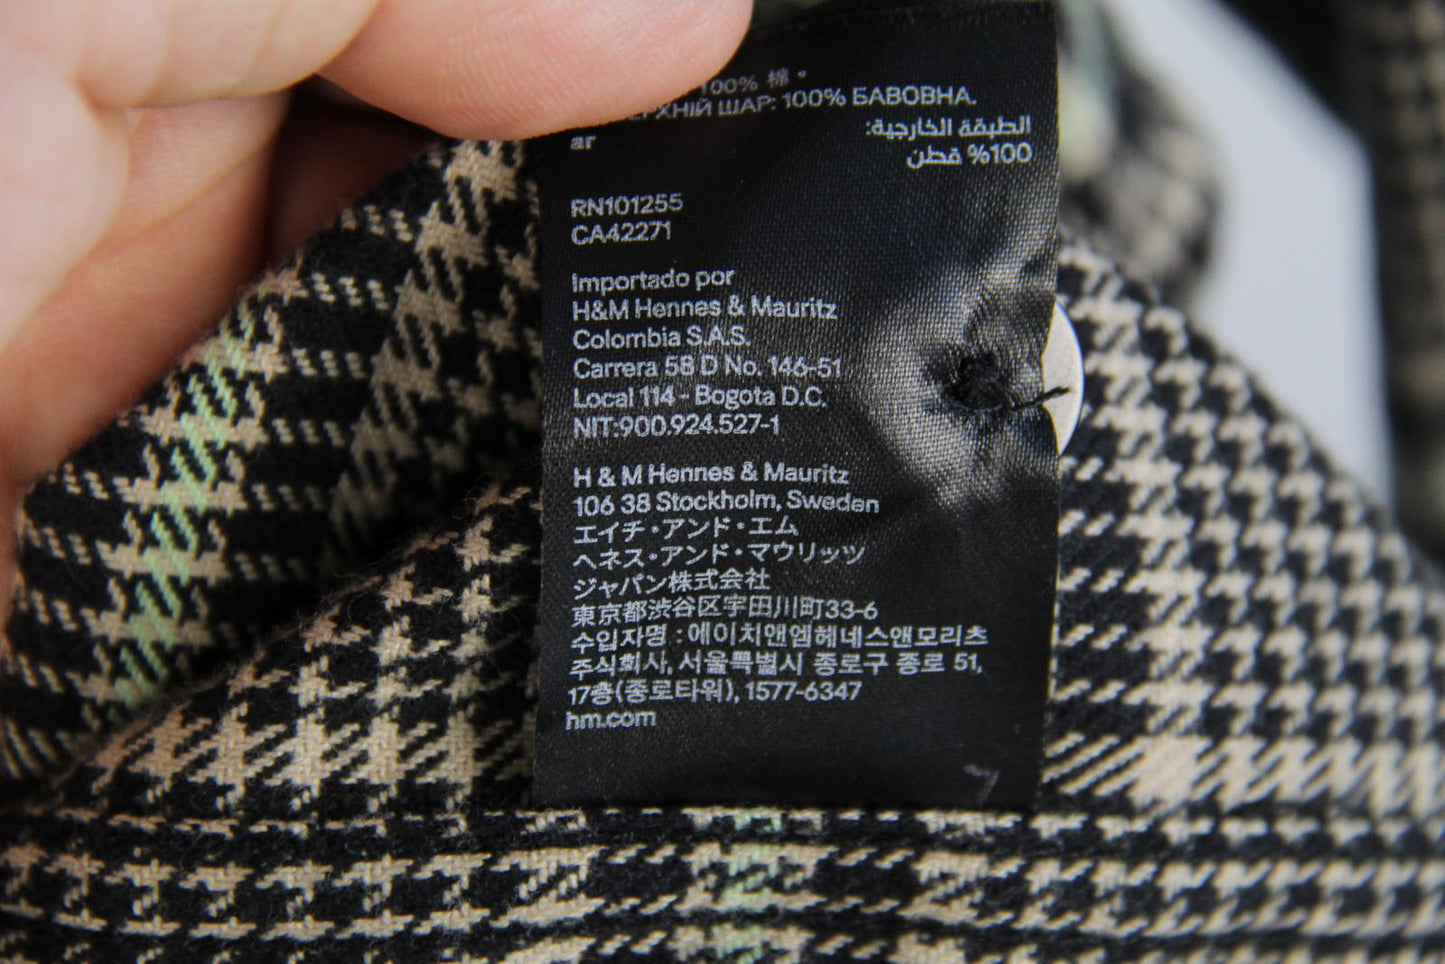 100% 棉。
ШАР: 100% БАВОВНА.
ar
الطبقة الخارجية:
100% قطن
RN101255
CA42271
Importado por
H&M Hennes & Mauritz
Colombia S.A.S.
Carrera 58 D No. 146-51
Local 114 - Bogota D.C.
NIT:900.924.527-1
H & M Hennes & Mauritz
106 38 Stockholm, Sweden
エイチ・アンド・エム
ヘネス・アンド・マウリッツ
ジャパン株式会社
東京都渋谷区宇田川町33-6
수입자명 : 에이치앤엠헤네스앤모리츠
주식회사, 서울특별시 종로구 종로 51,
17층(종로타워), 1577-6347
hm.com